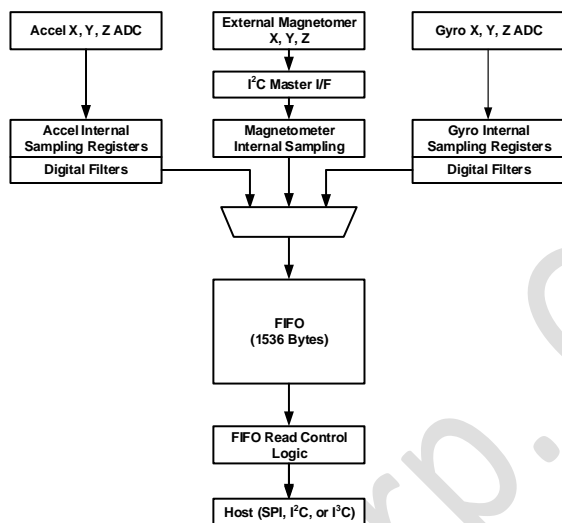 Accel X, Y, Z ADC
External Magnetomer
X, Y, Z
Gyro X, Y, Z ADC
I²C Master I/F
Accel Internal
Sampling Registers
Digital Filters
Magnetometer
Internal Sampling
Gyro Internal
Sampling Registers
Digital Filters
FIFO
(1536 Bytes)
FIFO Read Control
Logic
Host (SPI, I²C, or I³C)
rp.